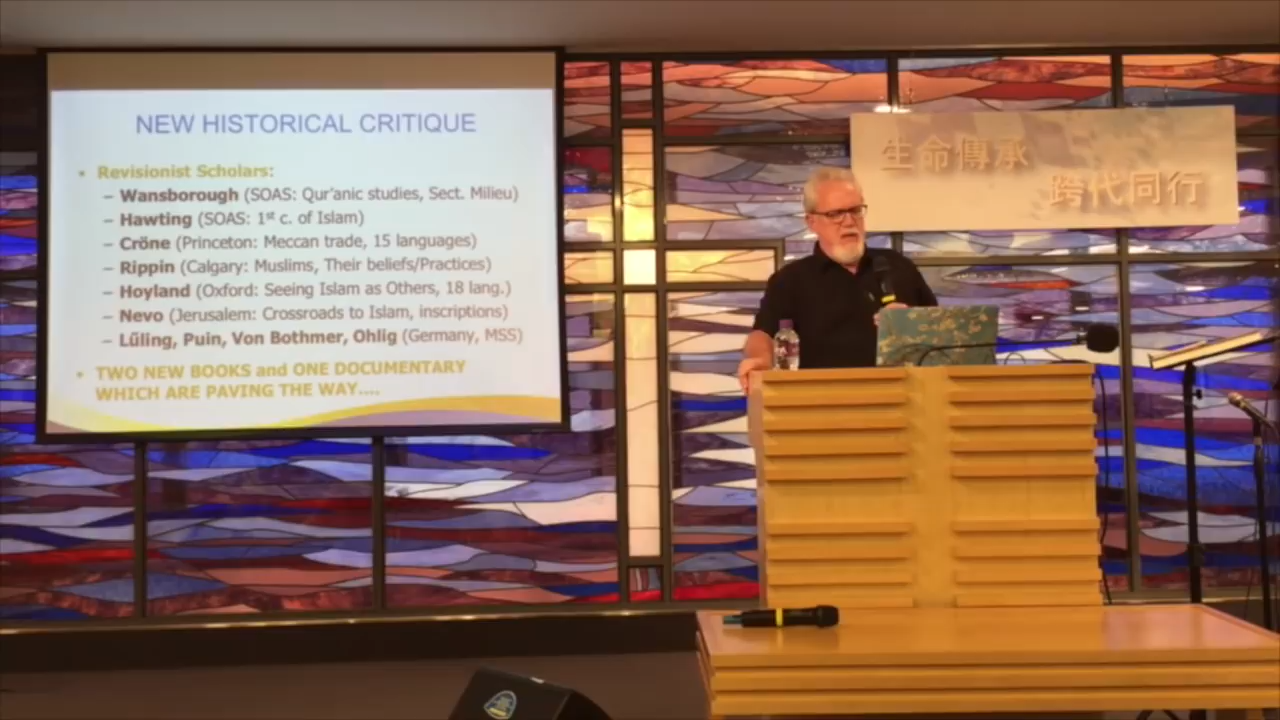 NEW HISTORICAL CRITIQUE
• Revisionist Scholars:
– Wansborough (SOAS: Qur'anic studies, Sect. Milieu)
– Hawting (SOAS: 1st c. of Islam)
– Cröne (Princeton: Meccan trade, 15 languages)
– Rippin (Calgary: Muslims, Their beliefs/Practices)
– Hoyland (Oxford: Seeing Islam as Others, 18 lang.)
– Nevo (Jerusalem: Crossroads to Islam, inscriptions)
– Lűling, Puin, Von Bothmer, Ohlig (Germany, MSS)
• TWO NEW BOOKS and ONE DOCUMENTARY
WHICH ARE PAVING THE WAY....
生命傳承
跨代同行